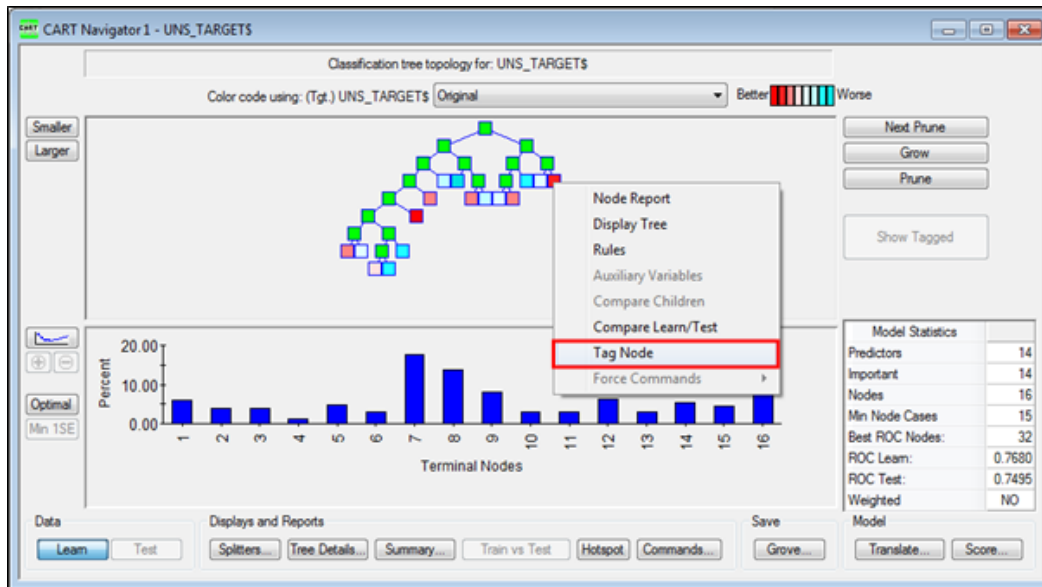 CART Navigator 1 - UNS_TARGET$
Classification tree topology for: UNS_TARGET$
Color code using: (Tgt.) UNS_TARGET$ Original Better Worse
Smaller
Larger
Next Prune
Grow
Prune
Show Tagged
Node Report
Display Tree
Rules
Auxiliary Variables
Compare Children
Compare Learn/Test
Tag Node
Force Commands
Optimal
Min 1SE
Percent
20.00
10.00
0.00
1 2 3 4 5 6 7 8 9 10 11 12 13 14 15 16
Terminal Nodes
Model Statistics
Predictors 14
Important 14
Nodes 16
Min Node Cases 15
Best ROC Nodes: 32
ROC Learn: 0.7680
ROC Test: 0.7495
Weighted NO
Data
Learn Test
Displays and Reports
Splitters... Tree Details... Summary... Train vs Test Hotspot Commands...
Save
Grove...
Model
Translate... Score...